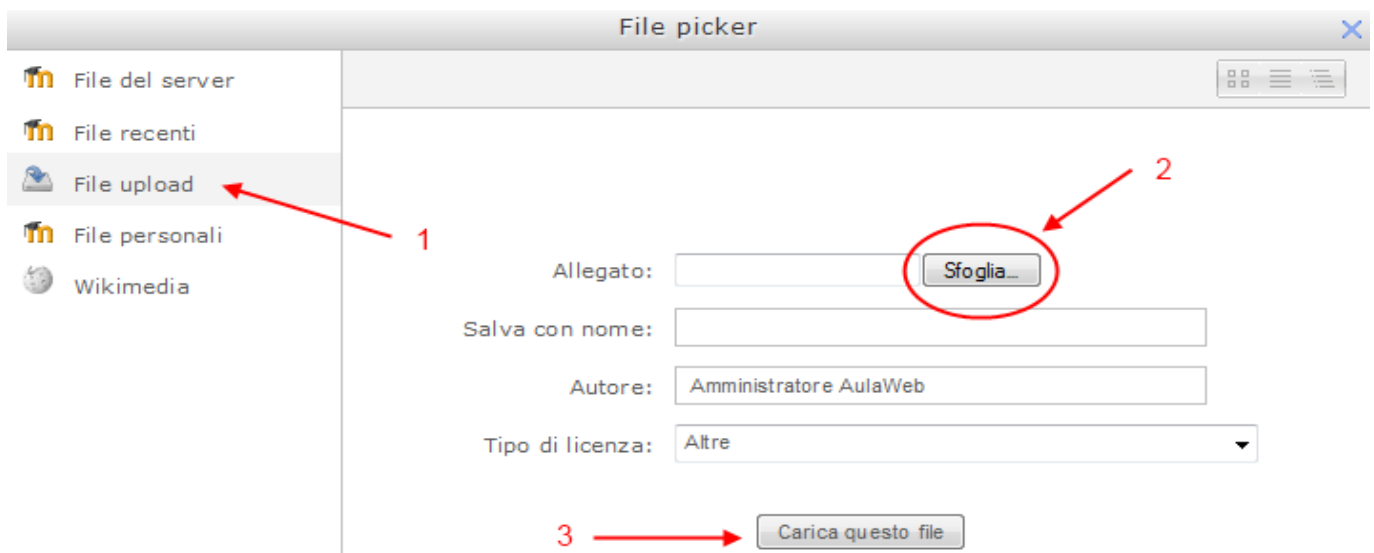 File picker
File del server
File recenti
File upload
File personali
Wikimedia
1
2
Allegato:
Sfoglia...
Salva con nome:
Autore:
Amministratore AulaWeb
Tipo di licenza:
Altre
3
Carica questo file